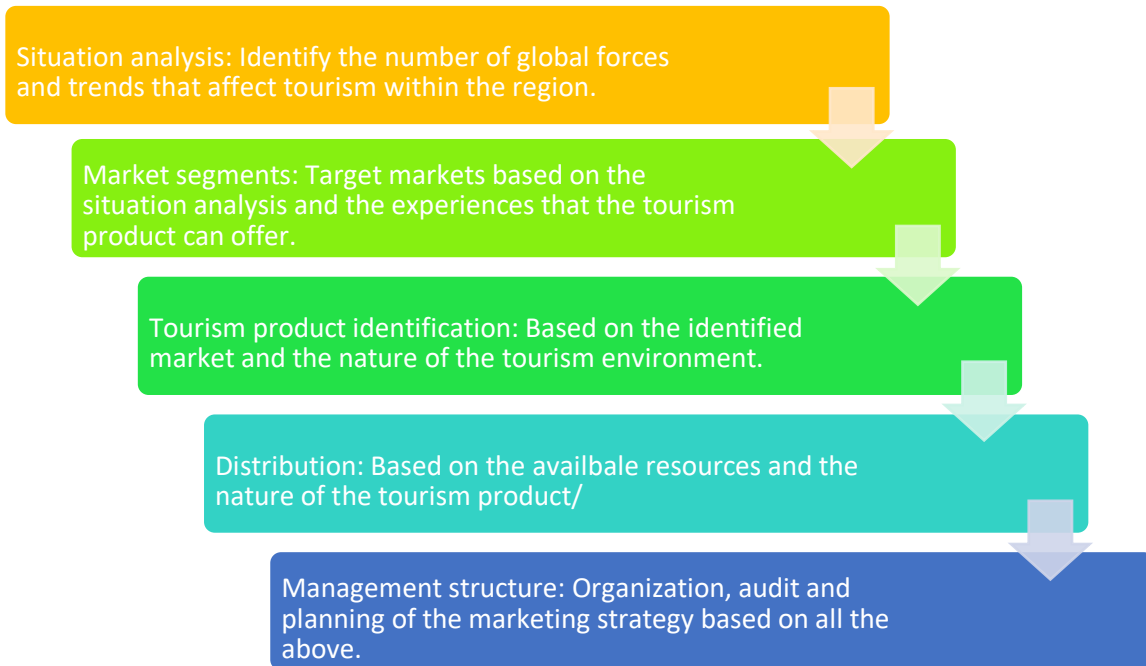 Situation analysis: Identify the number of global forces
and trends that affect tourism within the region.
Market segments: Target markets based on the
situation analysis and the experiences that the tourism
product can offer.
Tourism product identification: Based on the identified
market and the nature of the tourism environment.
Distribution: Based on the availbale resources and the
nature of the tourism product/
Management structure: Organization, audit and
planning of the marketing strategy based on all the
above.